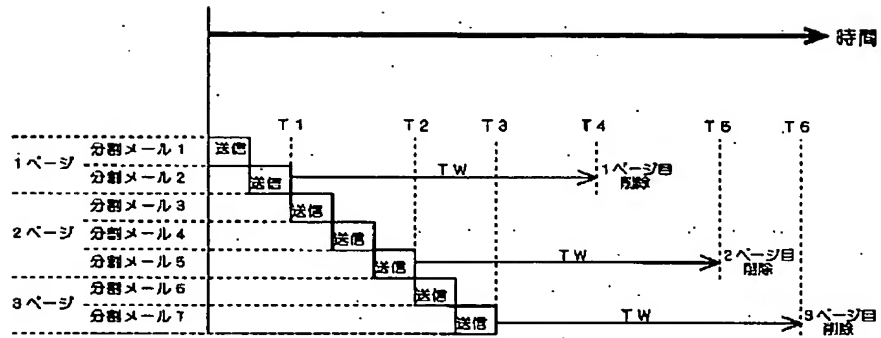 時間
T1 T2 T3 T4 T5 T6
1ページ
分割メール1 送信
分割メール2 送信 TW 1ページ目
削除
2ページ
分割メール3 送信
分割メール4 送信
分割メール5 送信 TW 2ページ目
削除
3ページ
分割メール6 送信
分割メール7 送信 TW 3ページ目
削除